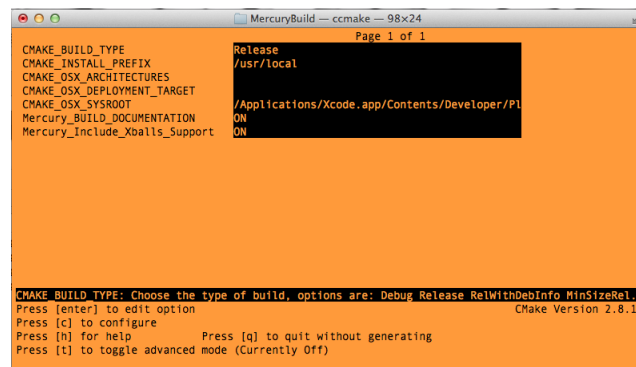 MercuryBuild — ccmake — 98×24
Page 1 of 1
CMAKE_BUILD_TYPE Release
CMAKE_INSTALL_PREFIX /usr/local
CMAKE_OSX_ARCHITECTURES
CMAKE_OSX_DEPLOYMENT_TARGET
CMAKE_OSX_SYSROOT /Applications/Xcode.app/Contents/Developer/Pl
Mercury_BUILD_DOCUMENTATION ON
Mercury_Include_Xballs_Support ON
CMAKE_BUILD_TYPE: Choose the type of build, options are: Debug Release RelWithDebInfo MinSizeRel.
Press [enter] to edit option CMake Version 2.8.1
Press [c] to configure
Press [h] for help Press [q] to quit without generating
Press [t] to toggle advanced mode (Currently Off)